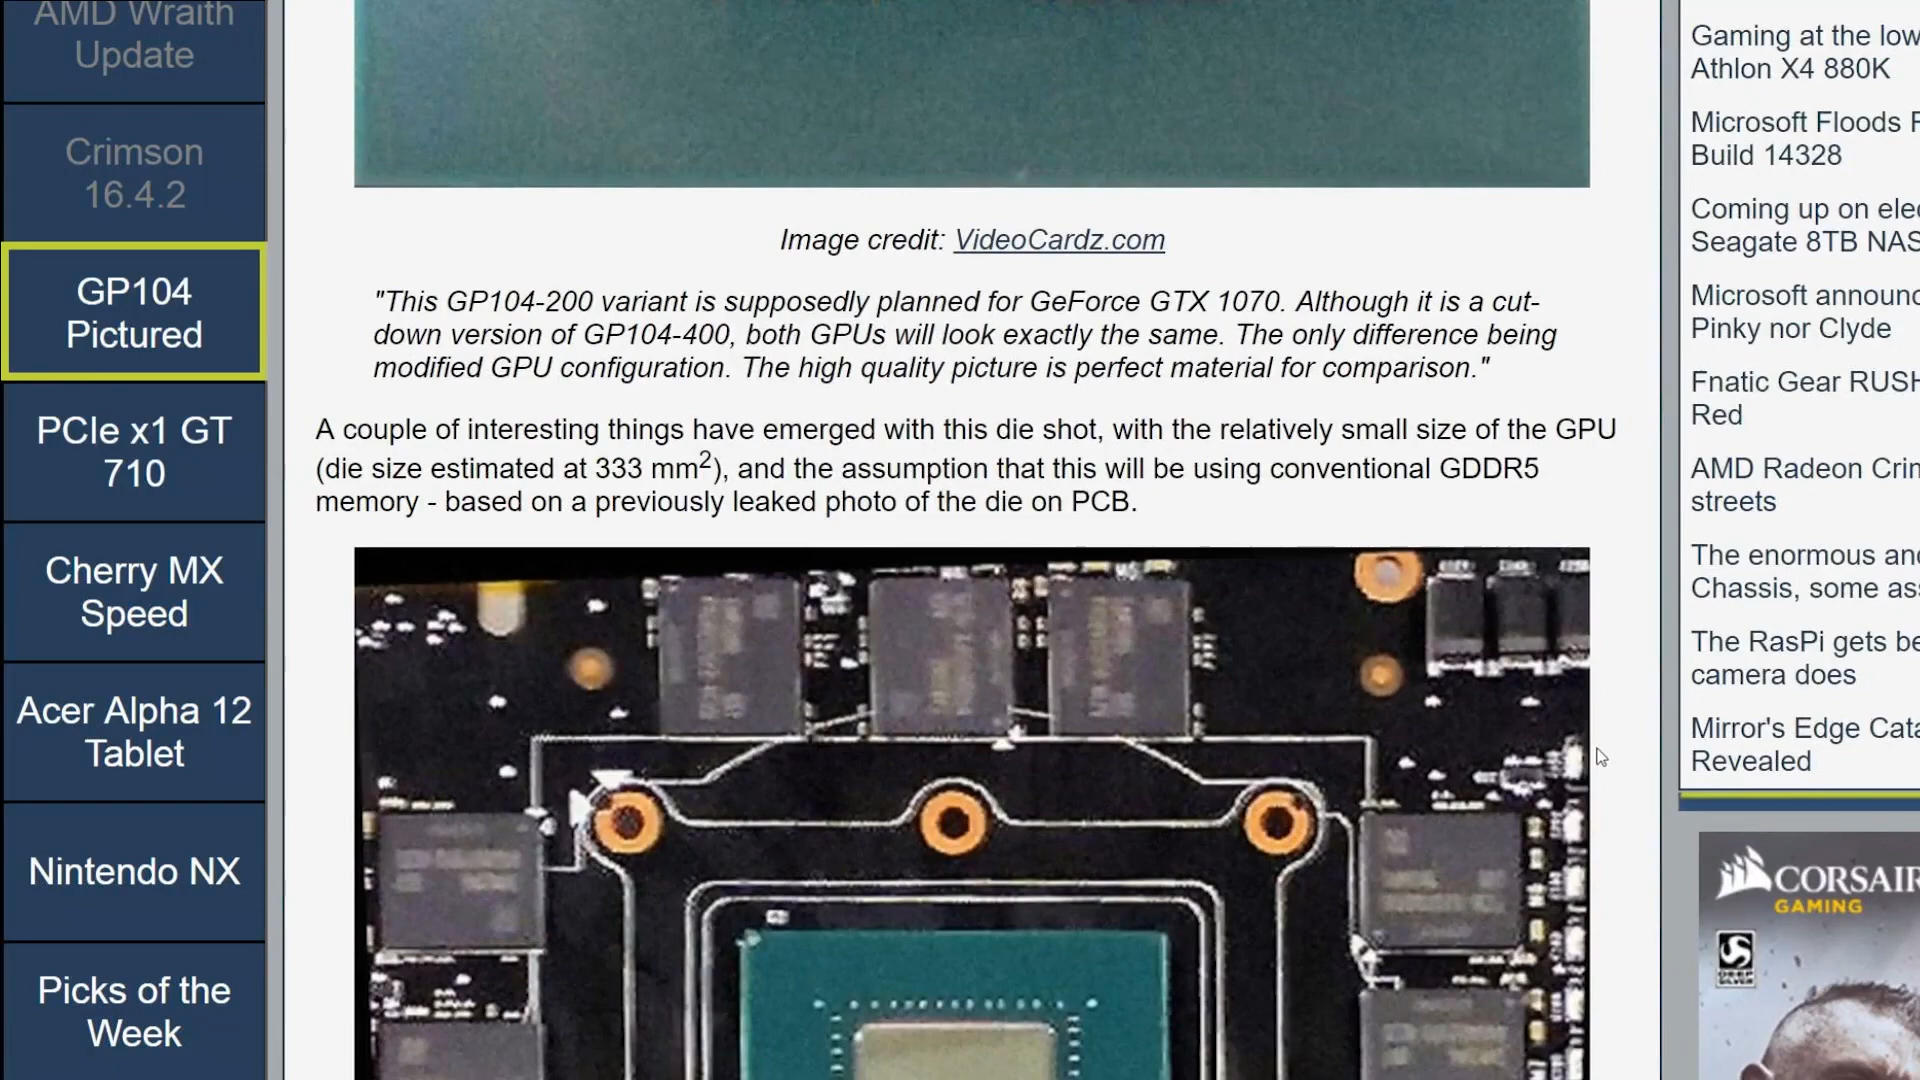 AMD Wraith
Update
Crimson
16.4.2
GP104
Pictured
PCIe x1 GT
710
Cherry MX
Speed
Acer Alpha 12
Tablet
Nintendo NX
Picks of the
Week
Image credit: VideoCardz.com
"This GP104-200 variant is supposedly planned for GeForce GTX 1070. Although it is a cut-
down version of GP104-400, both GPUs will look exactly the same. The only difference being
modified GPU configuration. The high quality picture is perfect material for comparison."
A couple of interesting things have emerged with this die shot, with the relatively small size of the GPU
(die size estimated at 333 mm2), and the assumption that this will be using conventional GDDR5
memory - based on a previously leaked photo of the die on PCB.
Gaming at the low
Athlon X4 880K
Microsoft Floods F
Build 14328
Coming up on elec
Seagate 8TB NAS
Microsoft announc
Pinky nor Clyde
Fnatic Gear RUSH
Red
AMD Radeon Crin
streets
The enormous and
Chassis, some ass
The RasPi gets be
camera does
Mirror's Edge Cata
Revealed
CORSAIR
GAMING
DEEP
SILVER